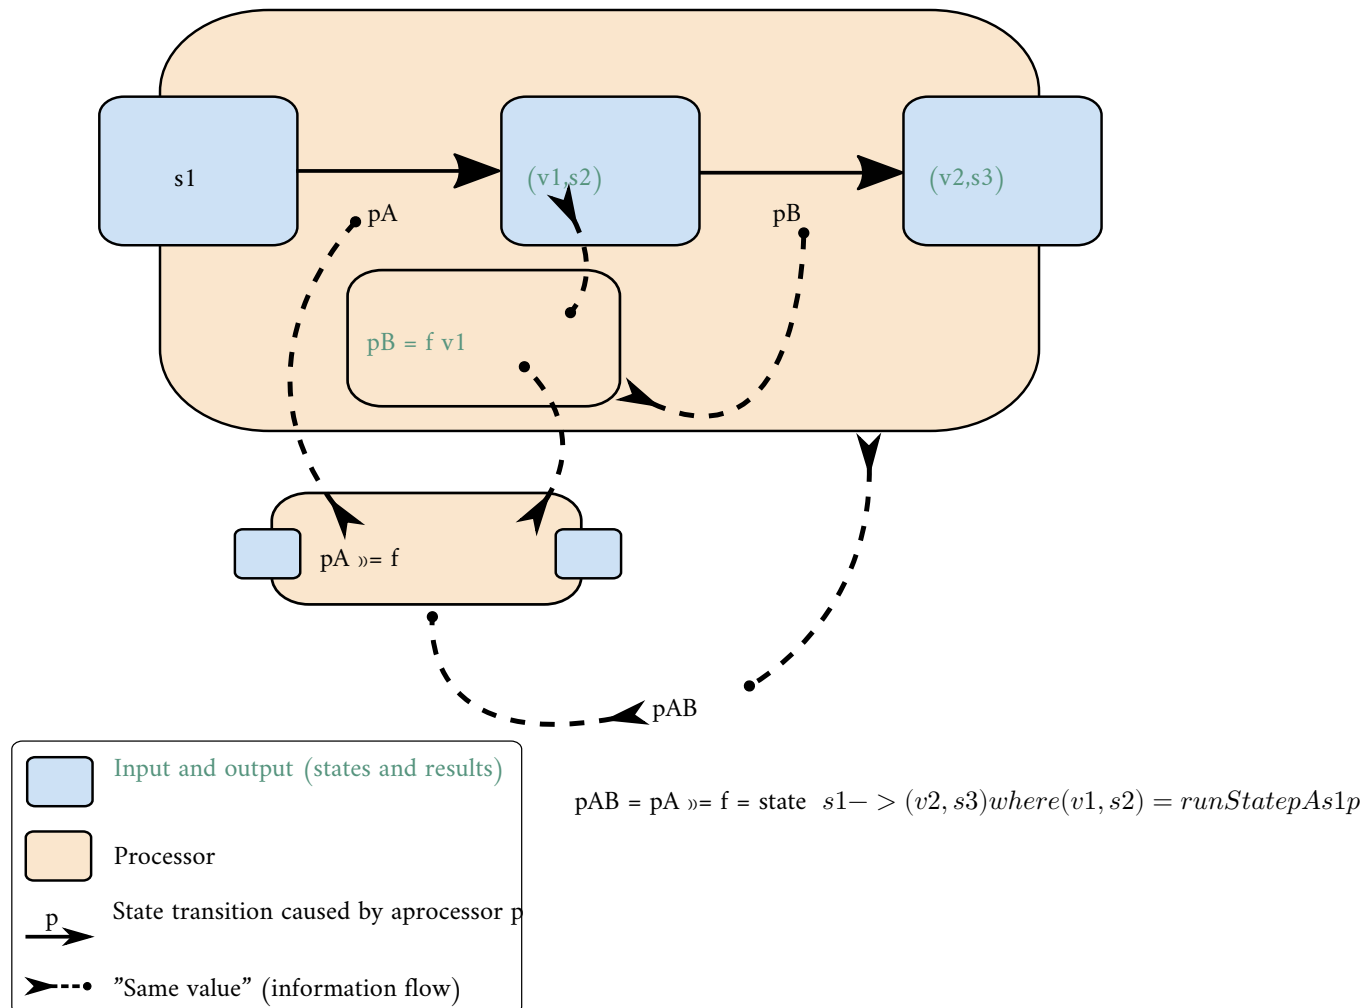 s1
(v1,s2)
(v2,s3)
pA
pB
pB = f v1
pA »= f
pAB
Input and output (states and results)
pAB = pA »= f = state s1− > (v2, s3)where(v1, s2) = runStatepAs1p
Processor
p
State transition caused by aprocessor p
”Same value” (information flow)